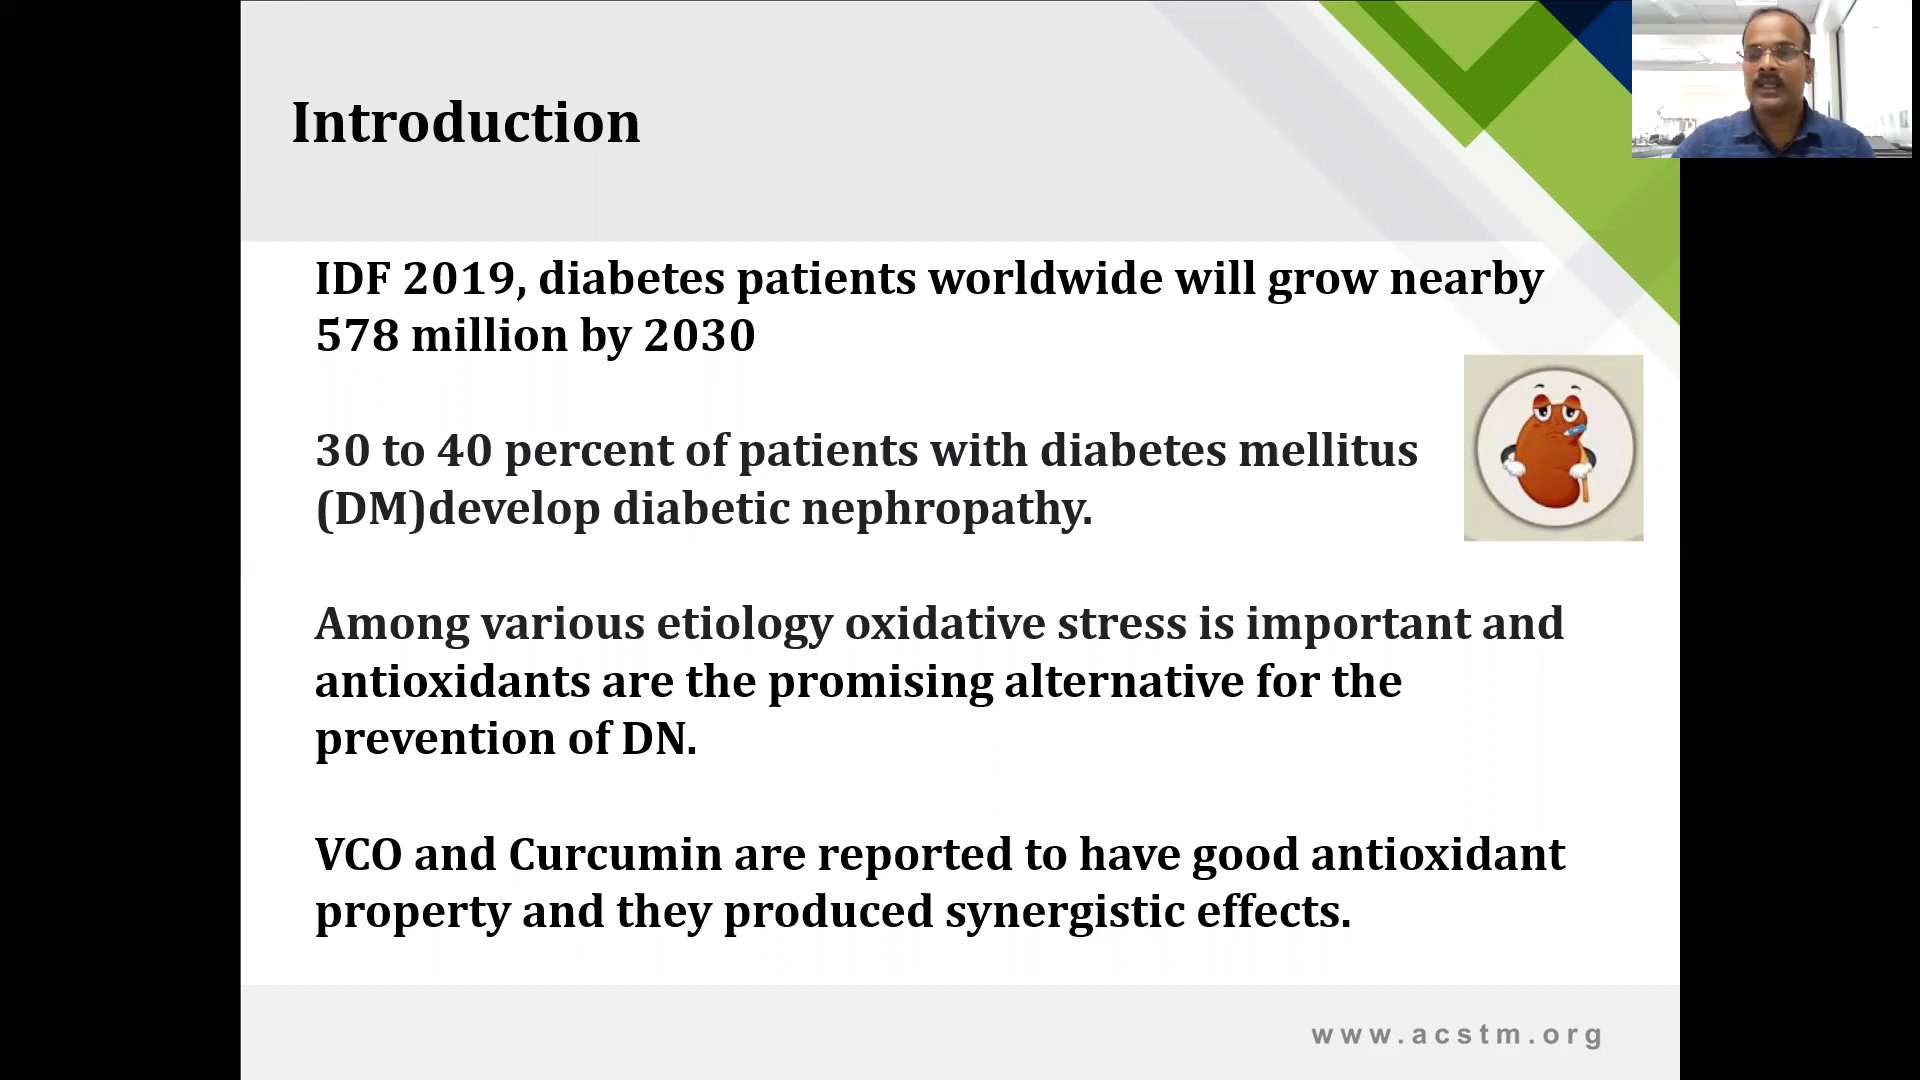 Introduction
IDF 2019, diabetes patients worldwide will grow nearby
578 million by 2030
30 to 40 percent of patients with diabetes mellitus
(DM)develop diabetic nephropathy.
Among various etiology oxidative stress is important and
antioxidants are the promising alternative for the
prevention of DN.
VCO and Curcumin are reported to have good antioxidant
property and they produced synergistic effects.
www.acstm.org